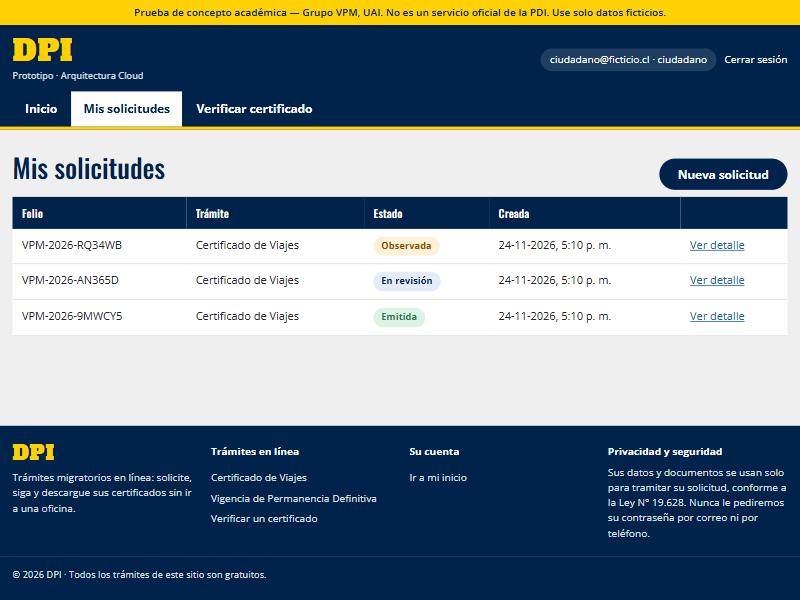 Prueba de concepto académica — Grupo VPM, UAI. No es un servicio oficial de la PDI. Use solo datos ficticios.
DPI
Prototipo · Arquitectura Cloud
ciudadano@ficticio.cl · ciudadano
Cerrar sesión
Inicio
Mis solicitudes
Verificar certificado
Mis solicitudes
Nueva solicitud
Folio Trámite Estado Creada
VPM-2026-RQ34WB Certificado de Viajes Observada 24-11-2026, 5:10 p. m. Ver detalle
VPM-2026-AN365D Certificado de Viajes En revisión 24-11-2026, 5:10 p. m. Ver detalle
VPM-2026-9MWCY5 Certificado de Viajes Emitida 24-11-2026, 5:10 p. m. Ver detalle
DPI
Trámites migratorios en línea: solicite,
siga y descargue sus certificados sin ir
a una oficina.
Trámites en línea
Certificado de Viajes
Vigencia de Permanencia Definitiva
Verificar un certificado
Su cuenta
Ir a mi inicio
Privacidad y seguridad
Sus datos y documentos se usan solo
para tramitar su solicitud, conforme a
la Ley N° 19.628. Nunca le pediremos
su contraseña por correo ni por
teléfono.
© 2026 DPI · Todos los trámites de este sitio son gratuitos.